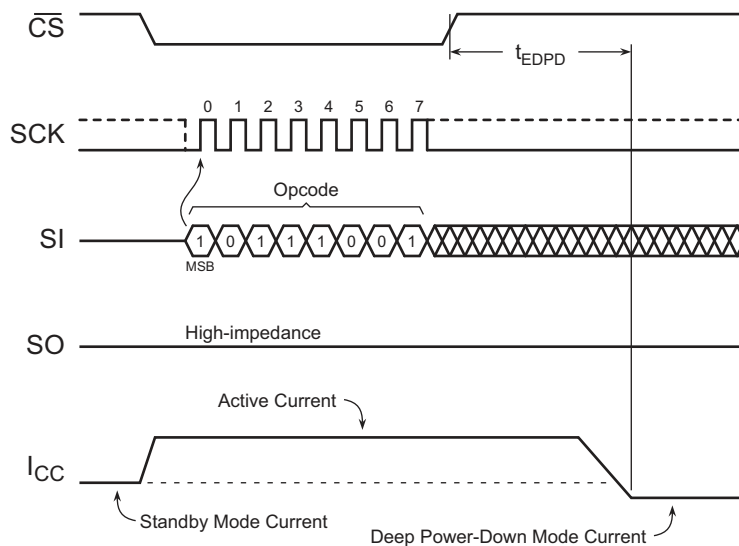 CS
tEDPD
0 1 2 3 4 5 6 7
SCK
Opcode
SI
1 0 1 1 1 0 0 1
MSB
High-impedance
SO
Active Current
ICC
Standby Mode Current
Deep Power-Down Mode Current